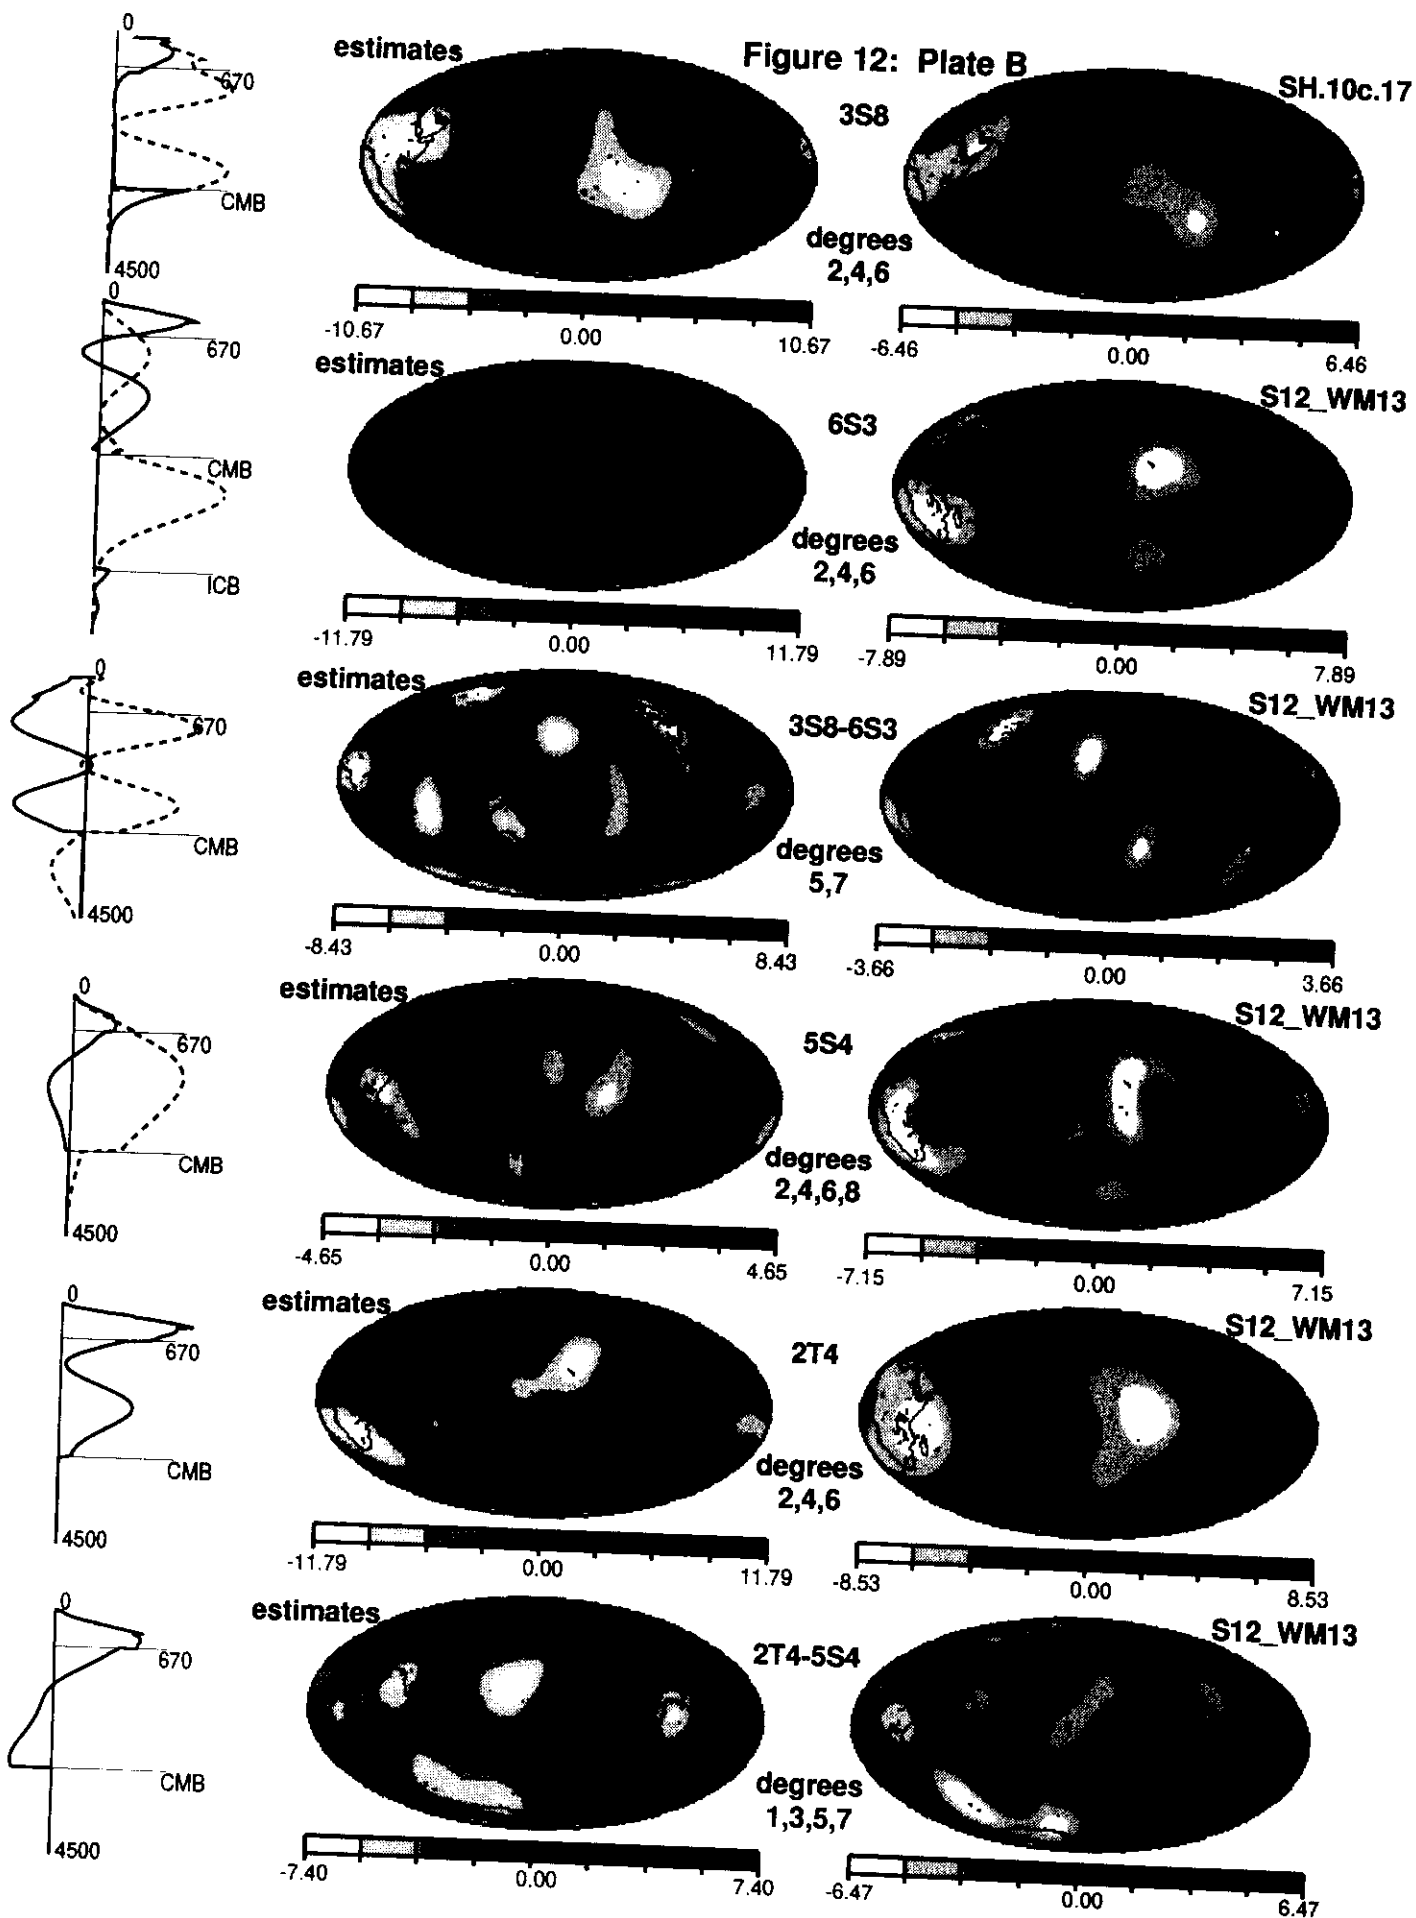 0
estimates
Figure 12: Plate B
SH.10c.17
670
3S8
CMB
degrees
2,4,6
4500
-10.67
0.00
10.67
-6.46
0.00
6.46
0
670
estimates
6S3
S12_WM13
CMB
degrees
2,4,6
ICB
-11.79
0.00
11.79
-7.89
0.00
7.89
0
estimates
3S8-6S3
S12_WM13
670
CMB
degrees
5,7
4500
-8.43
0.00
8.43
-3.66
0.00
3.66
0
estimates
5S4
S12_WM13
670
CMB
degrees
2,4,6,8
4500
-4.65
0.00
4.65
-7.15
0.00
7.15
0
estimates
2T4
S12_WM13
670
CMB
degrees
2,4,6
4500
-11.79
0.00
11.79
-8.53
0.00
8.53
0
estimates
2T4-5S4
S12_WM13
670
CMB
degrees
1,3,5,7
4500
-7.40
0.00
7.40
-6.47
0.00
6.47